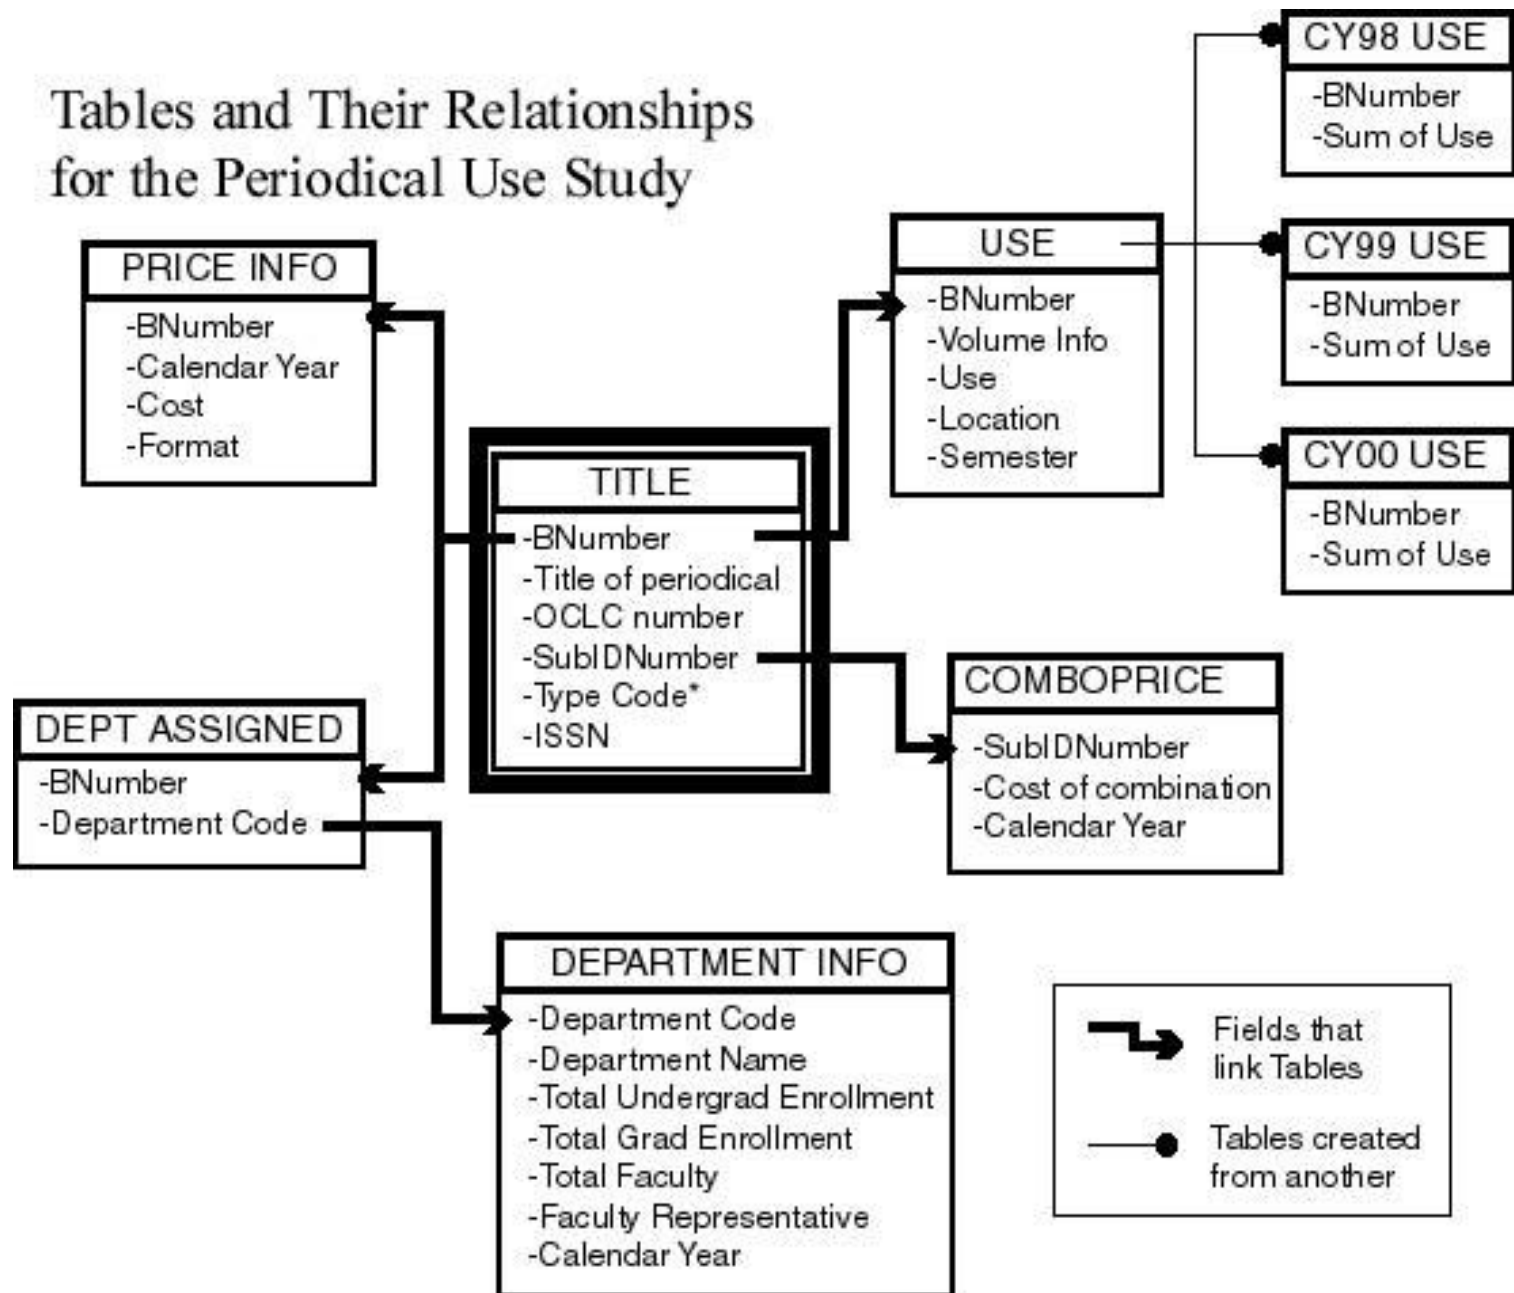 Tables and Their Relationships
for the Periodical Use Study
PRICE INFO
-BNumber
-Calendar Year
-Cost
-Format
TITLE
-BNumber
-Title of periodical
-OCLC number
-SubIDNumber
-Type Code*
-ISSN
USE
-BNumber
-Volume Info
-Use
-Location
-Semester
CY98 USE
-BNumber
-Sum of Use
CY99 USE
-BNumber
-Sum of Use
CY00 USE
-BNumber
-Sum of Use
DEPT ASSIGNED
-BNumber
-Department Code
COMBOPRICE
-SubIDNumber
-Cost of combination
-Calendar Year
DEPARTMENT INFO
-Department Code
-Department Name
-Total Undergrad Enrollment
-Total Grad Enrollment
-Total Faculty
-Faculty Representative
-Calendar Year
Fields that
link Tables
Tables created
from another